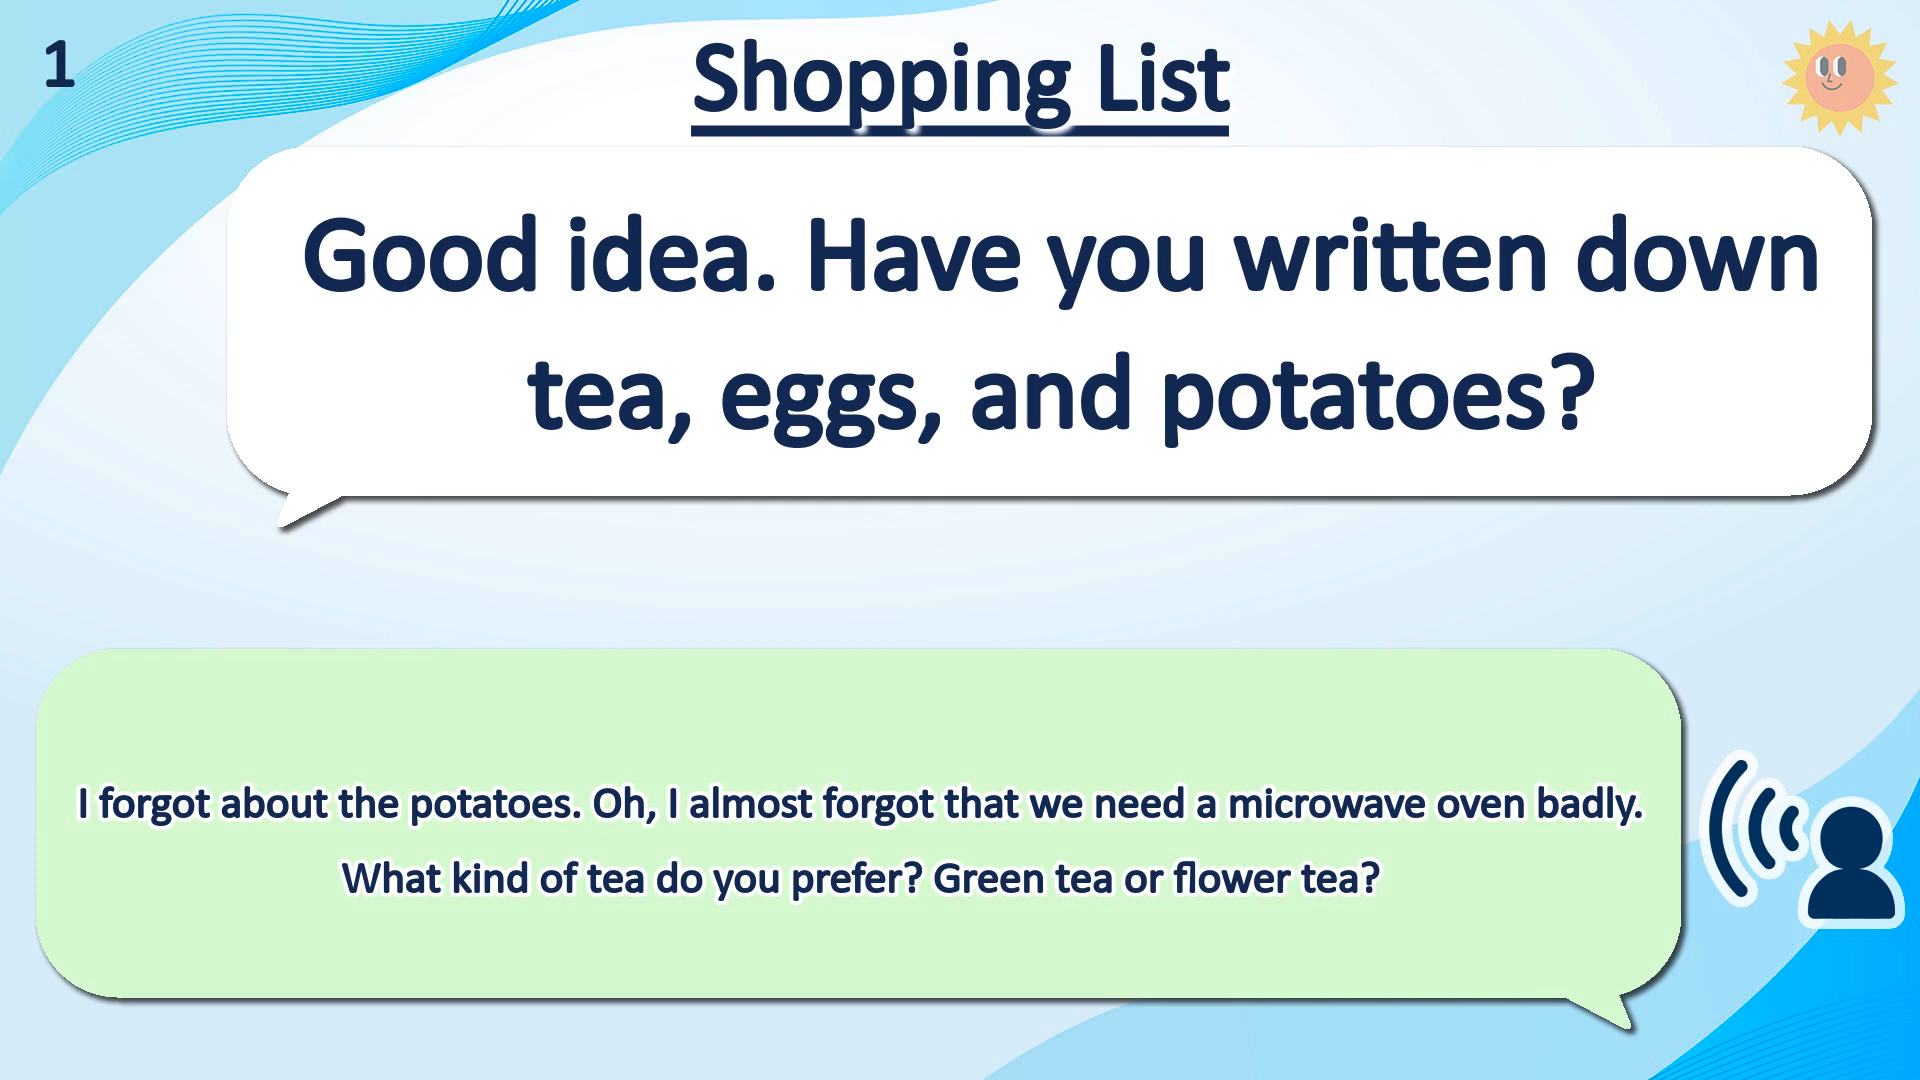 1
Shopping List
Good idea. Have you written down
tea, eggs, and potatoes?
I forgot about the potatoes. Oh, I almost forgot that we need a microwave oven badly.
What kind of tea do you prefer? Green tea or flower tea?